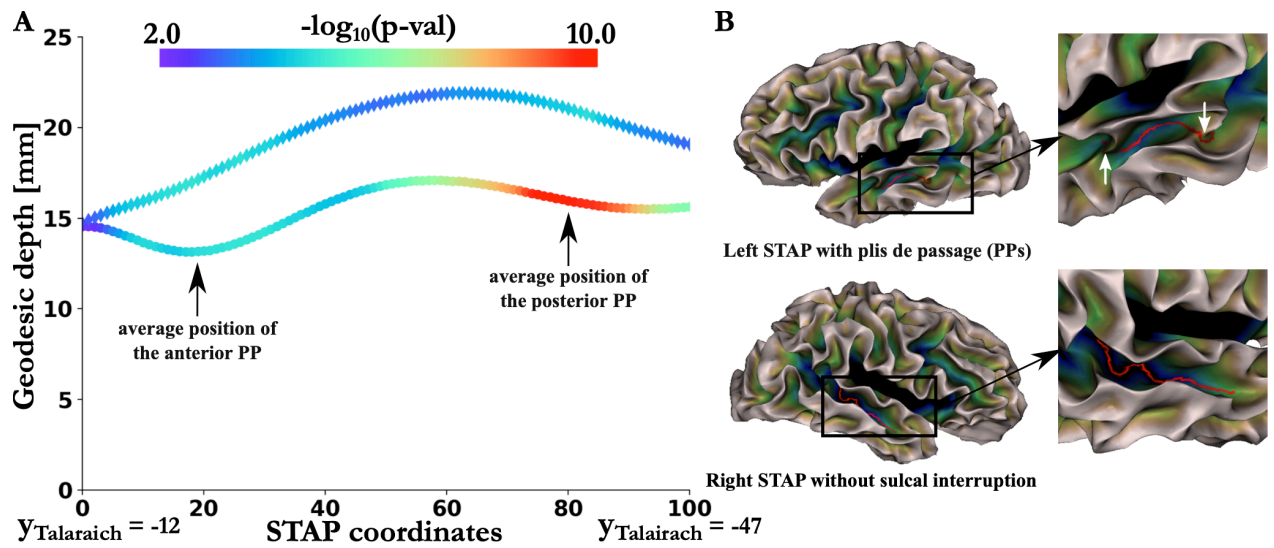 A
-log10(p-val)
2.0
10.0
25
20
15
10
5
0
Geodesic depth [mm]
average position of
the anterior PP
average position of
the posterior PP
0
20
40
60
80
100
yTalaraich = -12
STAP coordinates
yTalairach = -47
B
Left STAP with plis de passage (PPs)
Right STAP without sulcal interruption